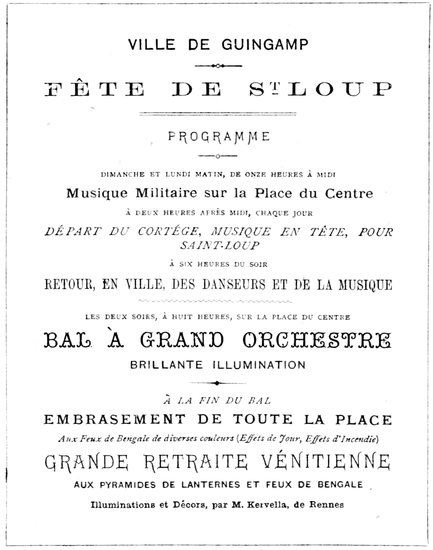 VILLE DE GUINGAMP
FÊTE DE ST LOUP
PROGRAMME
DIMANCHE ET LUNDI MATIN, DE ONZE HEURES À MIDI
Musique Militaire sur la Place du Centre
À DEUX HEURES APRÈS MIDI, CHAQUE JOUR
DÉPART DU CORTÉGE, MUSIQUE EN TÊTE, POUR
SAINT-LOUP
À SIX HEURES DU SOIR
RETOUR, EN VILLE, DES DANSEURS ET DE LA MUSIQUE
LES DEUX SOIRS, À HUIT HEURES, SUR LA PLACE DU CENTRE
BAL À GRAND ORCHESTRE
BRILLANTE ILLUMINATION
À LA FIN DU BAL
EMBRASEMENT DE TOUTE LA PLACE
Aux Feux de Bengale de diverses couleurs (Effets de Jour, Effets d'Incendie)
GRANDE RETRAITE VÉNITIENNE
AUX PYRAMIDES DE LANTERNES ET FEUX DE BENGALE
Illuminations et Décors, par M. Kervella, de Rennes